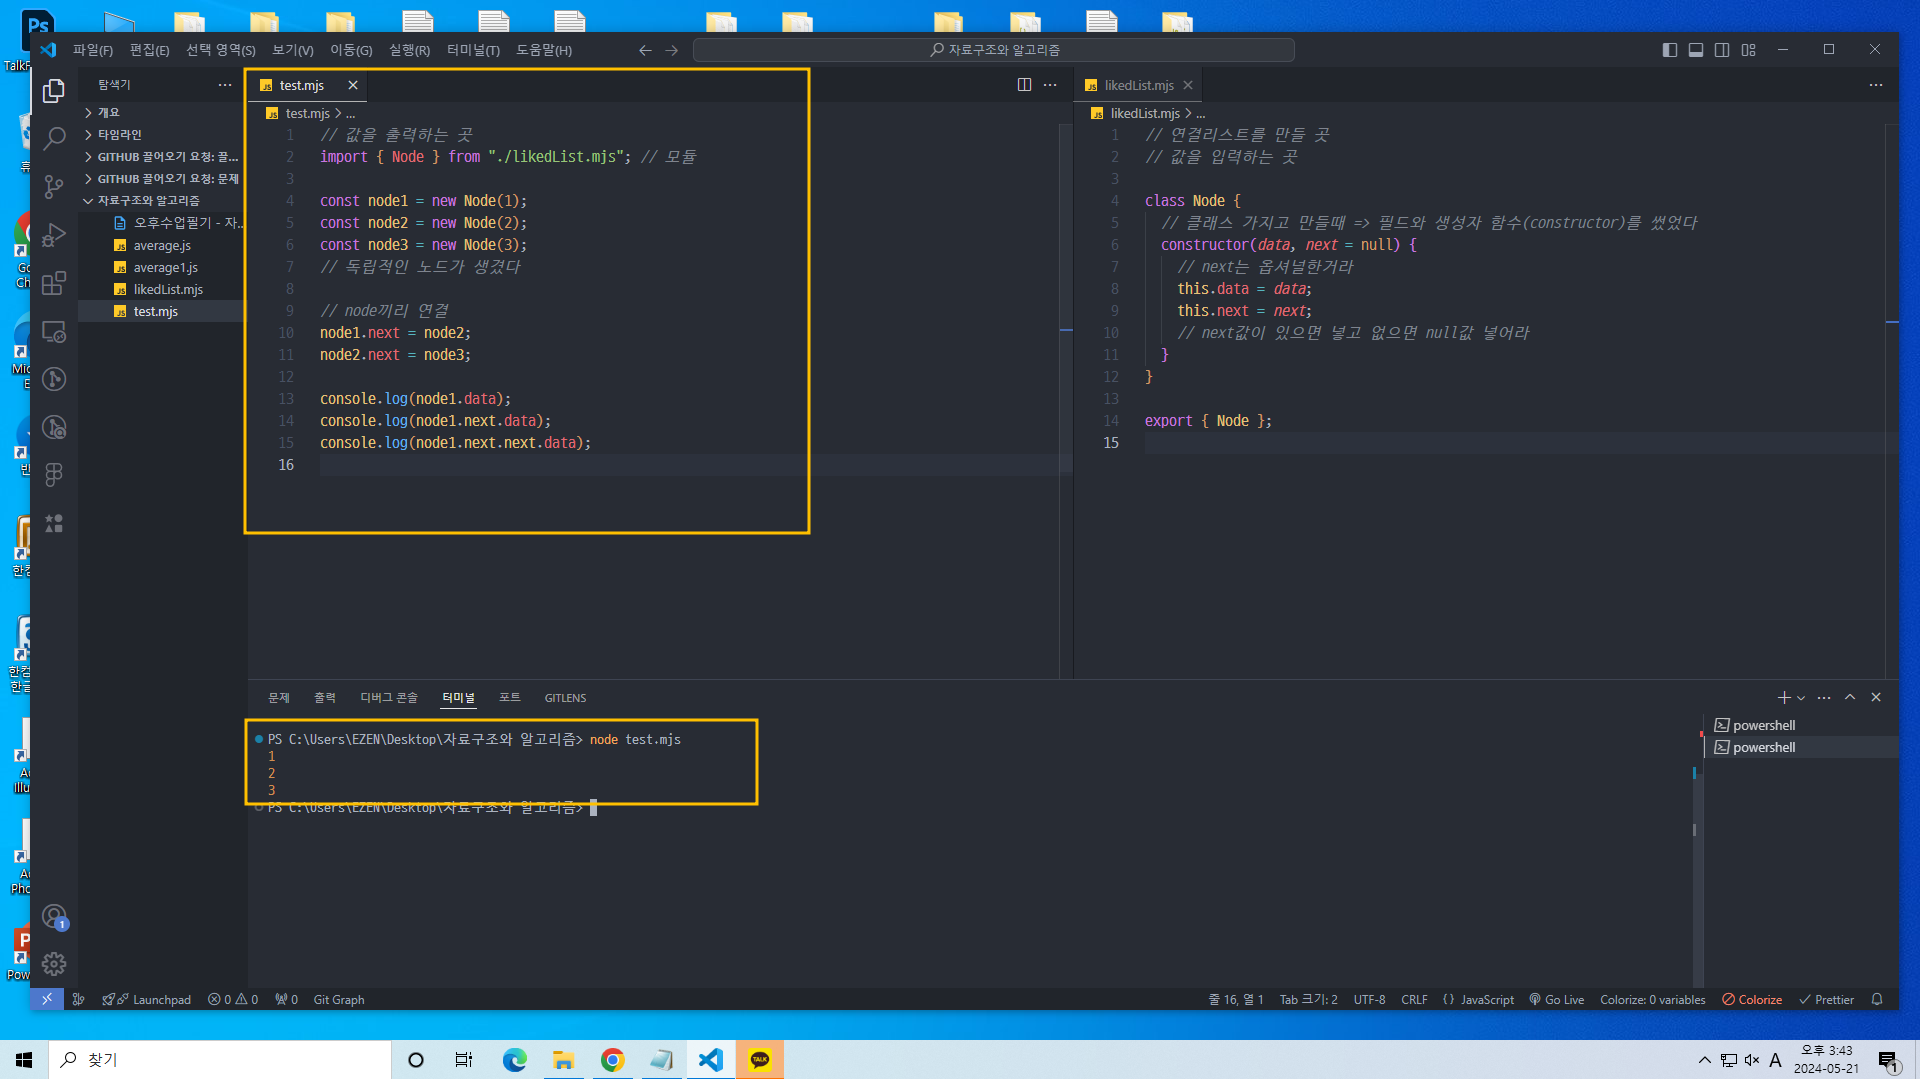 Ps
파일(F) 편집(E) 선택 영역(S) 보기(V) 이동(G) 실행(R) 터미널(T) 도움말(H)
자료구조와 알고리즘
탐색기
개요
타임라인
GITHUB 끌어오기 요청: 끌...
GITHUB 끌어오기 요청: 문제
자료구조와 알고리즘
오후수업필기 - 자...
JS average.js
JS average1.js
JS likedList.mjs
JS test.mjs
JS test.mjs
JS test.mjs > ...
1 // 값을 출력하는 곳
2 import { Node } from "./likedList.mjs"; // 모듈
3
4 const node1 = new Node(1);
5 const node2 = new Node(2);
6 const node3 = new Node(3);
7 // 독립적인 노드가 생겼다
8
9 // node끼리 연결
10 node1.next = node2;
11 node2.next = node3;
12
13 console.log(node1.data);
14 console.log(node1.next.data);
15 console.log(node1.next.next.data);
16
JS likedList.mjs
JS likedList.mjs > ...
1 // 연결리스트를 만들 곳
2 // 값을 입력하는 곳
3
4 class Node {
5 // 클래스 가지고 만들때 => 필드와 생성자 함수(constructor)를 썼었다
6 constructor(data, next = null) {
7 // next는 옵셔널한거라
8 this.data = data;
9 this.next = next;
10 // next값이 있으면 넣고 없으면 null값 넣어라
11 }
12 }
13
14 export { Node };
15
문제 출력 디버그 콘솔 터미널 포트 GITLENS
PS C:\Users\EZEN\Desktop\자료구조와 알고리즘> node test.mjs
1
2
3
PS C:\Users\EZEN\Desktop\자료구조와 알고리즘>
powershell
powershell
1
Launchpad 0 0 0 Git Graph
줄 16, 열 1 Tab 크기: 2 UTF-8 CRLF {} JavaScript Go Live Colorize: 0 variables Colorize Prettier
찾기
TALK
A
오후 3:43
2024-05-21
1